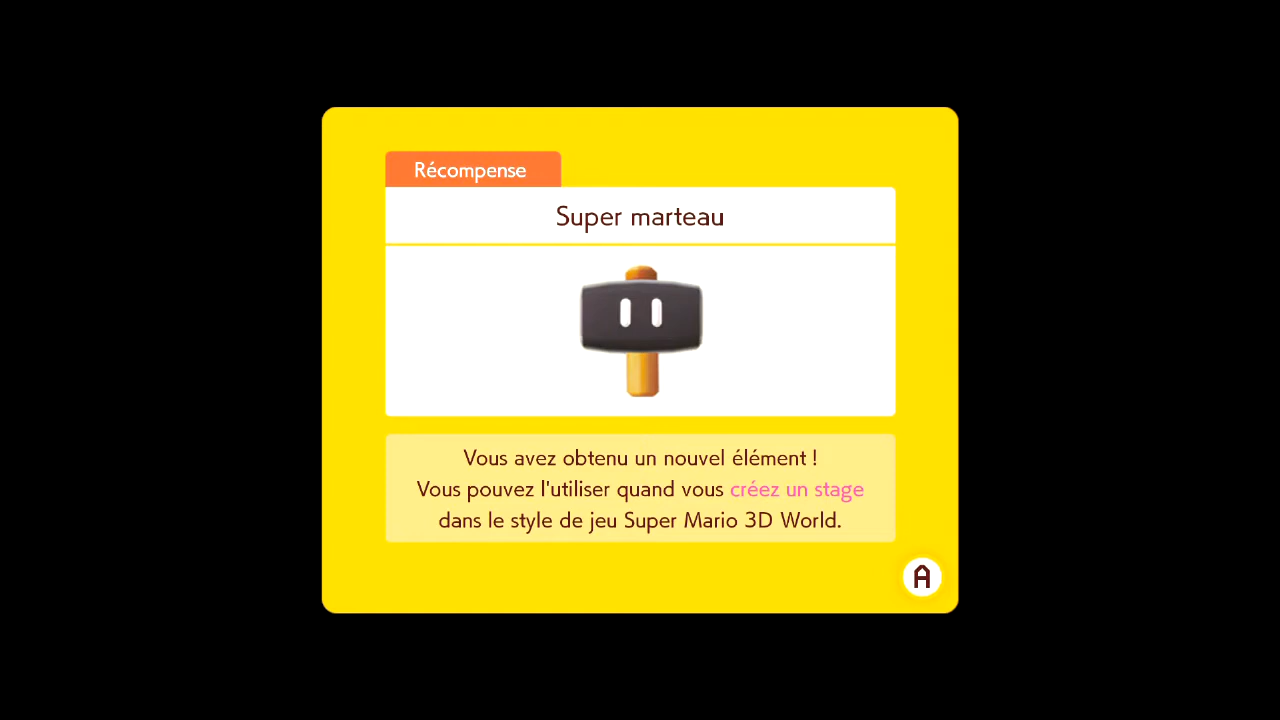 Récompense
Super marteau
Vous avez obtenu un nouvel élément !
Vous pouvez l'utiliser quand vous créez un stage
dans le style de jeu Super Mario 3D World.
A